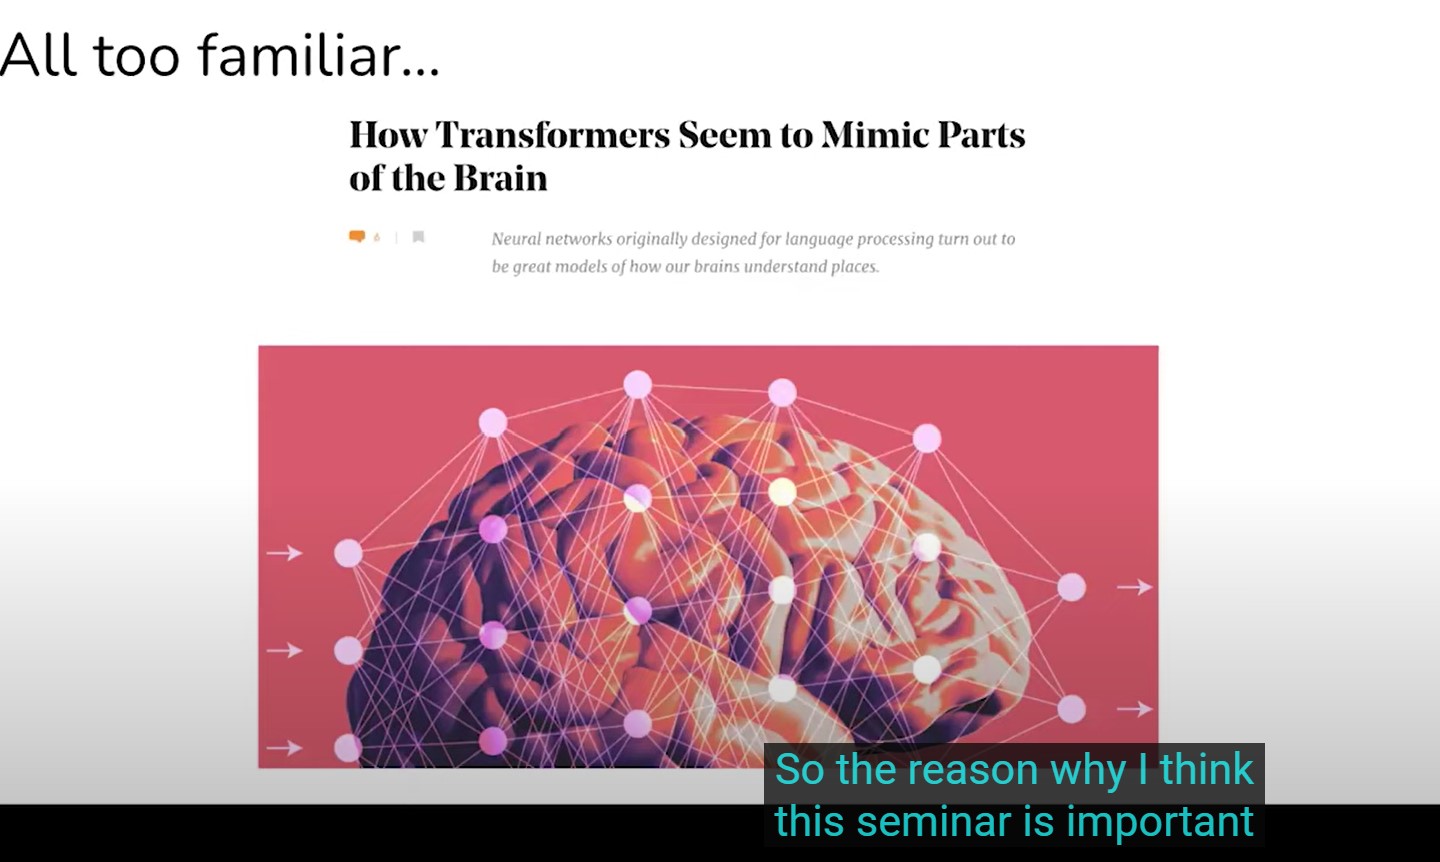 All too familiar...
How Transformers Seem to Mimic Parts
of the Brain
6
Neural networks originally designed for language processing turn out to
be great models of how our brains understand places.
So the reason why I think
this seminar is important